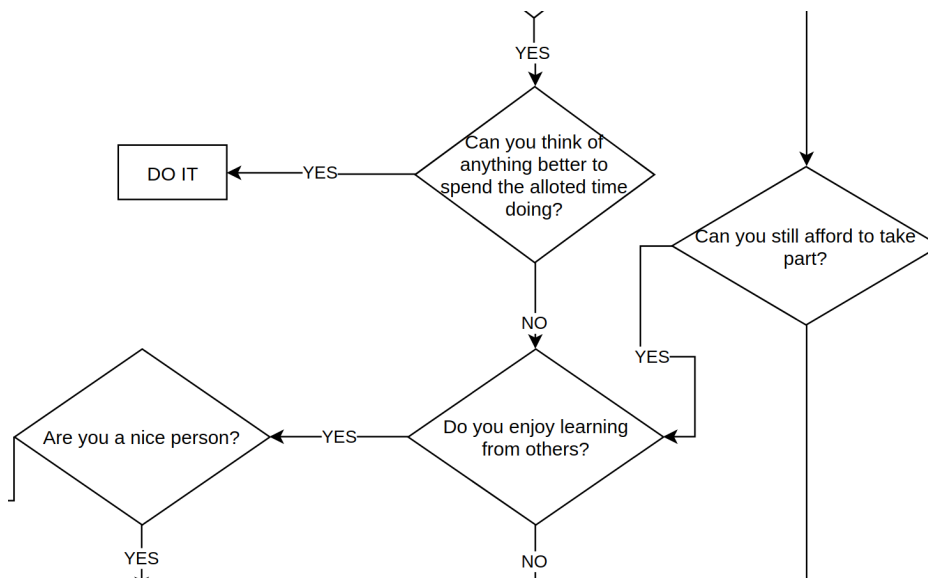 YES
Can you think of
anything better to
spend the alloted time
doing?
YES
DO IT
Can you still afford to take
part?
NO
YES
Do you enjoy learning
from others?
YES
Are you a nice person?
YES
NO